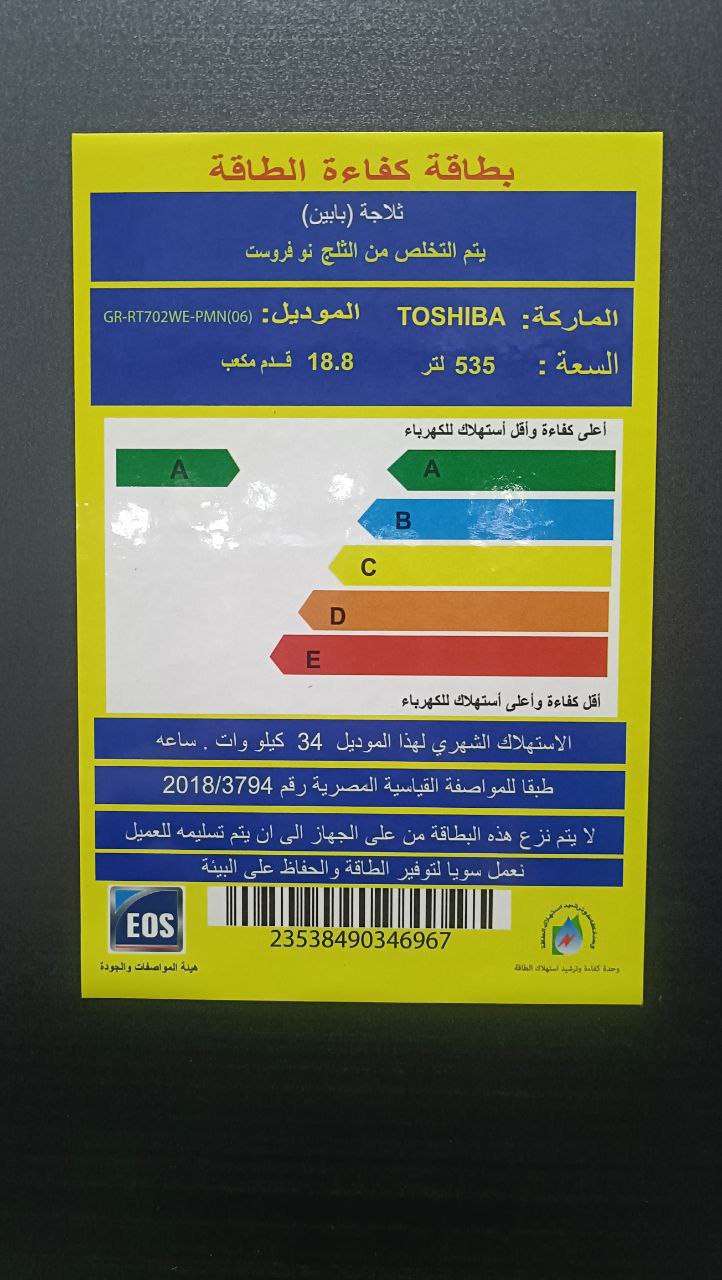 بطاقة كفاءة الطاقة
ثلاجة (بابين)
يتم التخلص من الثلج نو فروست
الماركة: TOSHIBA الموديل: GR-RT702WE-PMN(06)
السعة : 535 لتر 18.8 قدم مكعب
أعلى كفاءة وأقل أستهلاك للكهرباء
A A
B
C
D
E
أقل كفاءة وأعلى أستهلاك للكهرباء
الاستهلاك الشهري لهذا الموديل 34 كيلو وات . ساعه
طبقا للمواصفة القياسية المصرية رقم 2018/3794
لا يتم نزع هذه البطاقة من على الجهاز الى ان يتم تسليمه للعميل
نعمل سويا لتوفير الطاقة والحفاظ على البيئة
EOS
23538490346967
هيئة المواصفات والجودة
وحدة كفاءة وترشيد استهلاك الطاقة